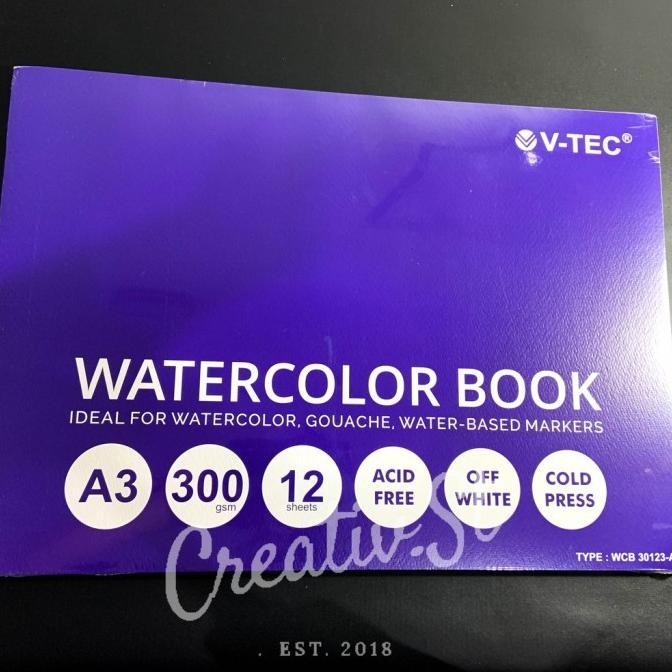 V-TEC®
WATERCOLOR BOOK
IDEAL FOR WATERCOLOR, GOUACHE, WATER-BASED MARKERS
A3
300
gsm
12
sheets
ACID
FREE
OFF
WHITE
COLD
PRESS
TYPE : WCB 30123-A
EST. 2018